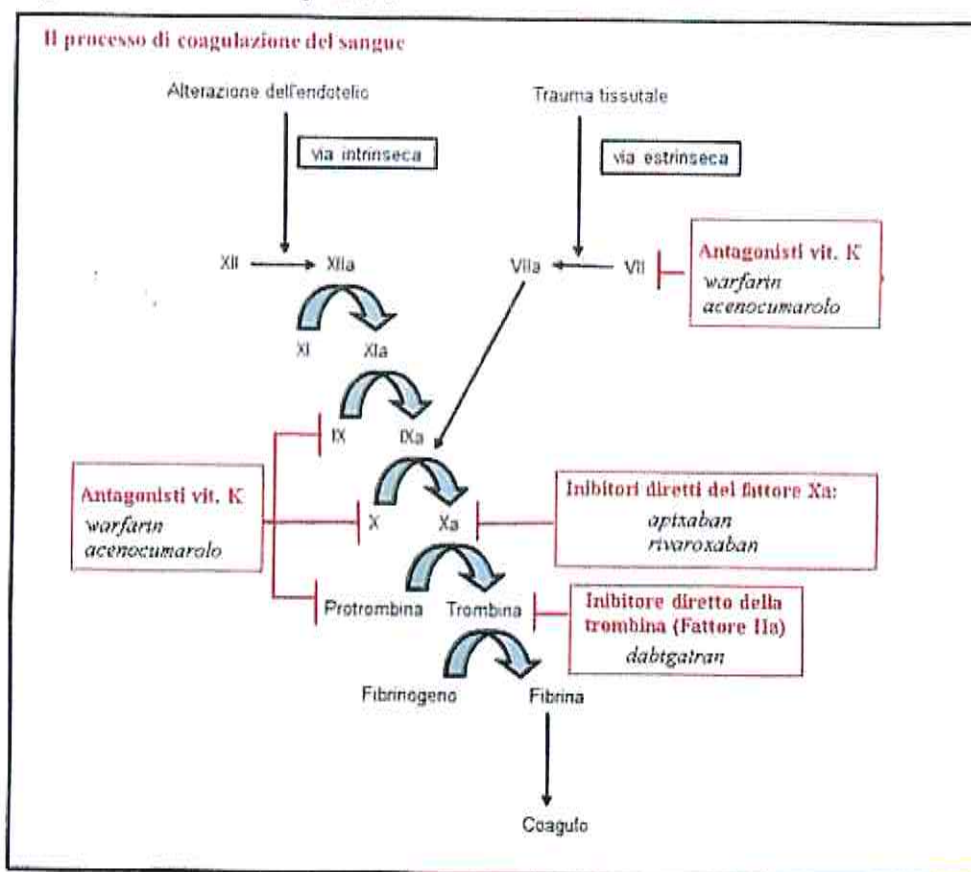 Il processo di coagulazione del sangue
Alterazione dell'endotelio
Trauma tissutale
via intrinseca
via estrinseca
XII
XIIa
VIIa
VII
Antagonisti vit. K
warfarin
acenocumarolo
XI
XIa
IX
IXa
Antagonisti vit. K
warfarin
acenocumarolo
X
Xa
Inibitori diretti del fattore Xa:
apixaban
rivaroxaban
Protrombina
Trombina
Inibitore diretto della
trombina (Fattore IIa)
dabigatran
Fibrinogeno
Fibrina
Coagulo